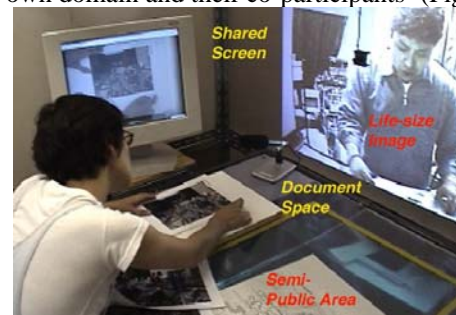 own domain and their co-participants' (Fig
Shared
Screen
Life-size
image
Document
Space
Semi-
Public Area